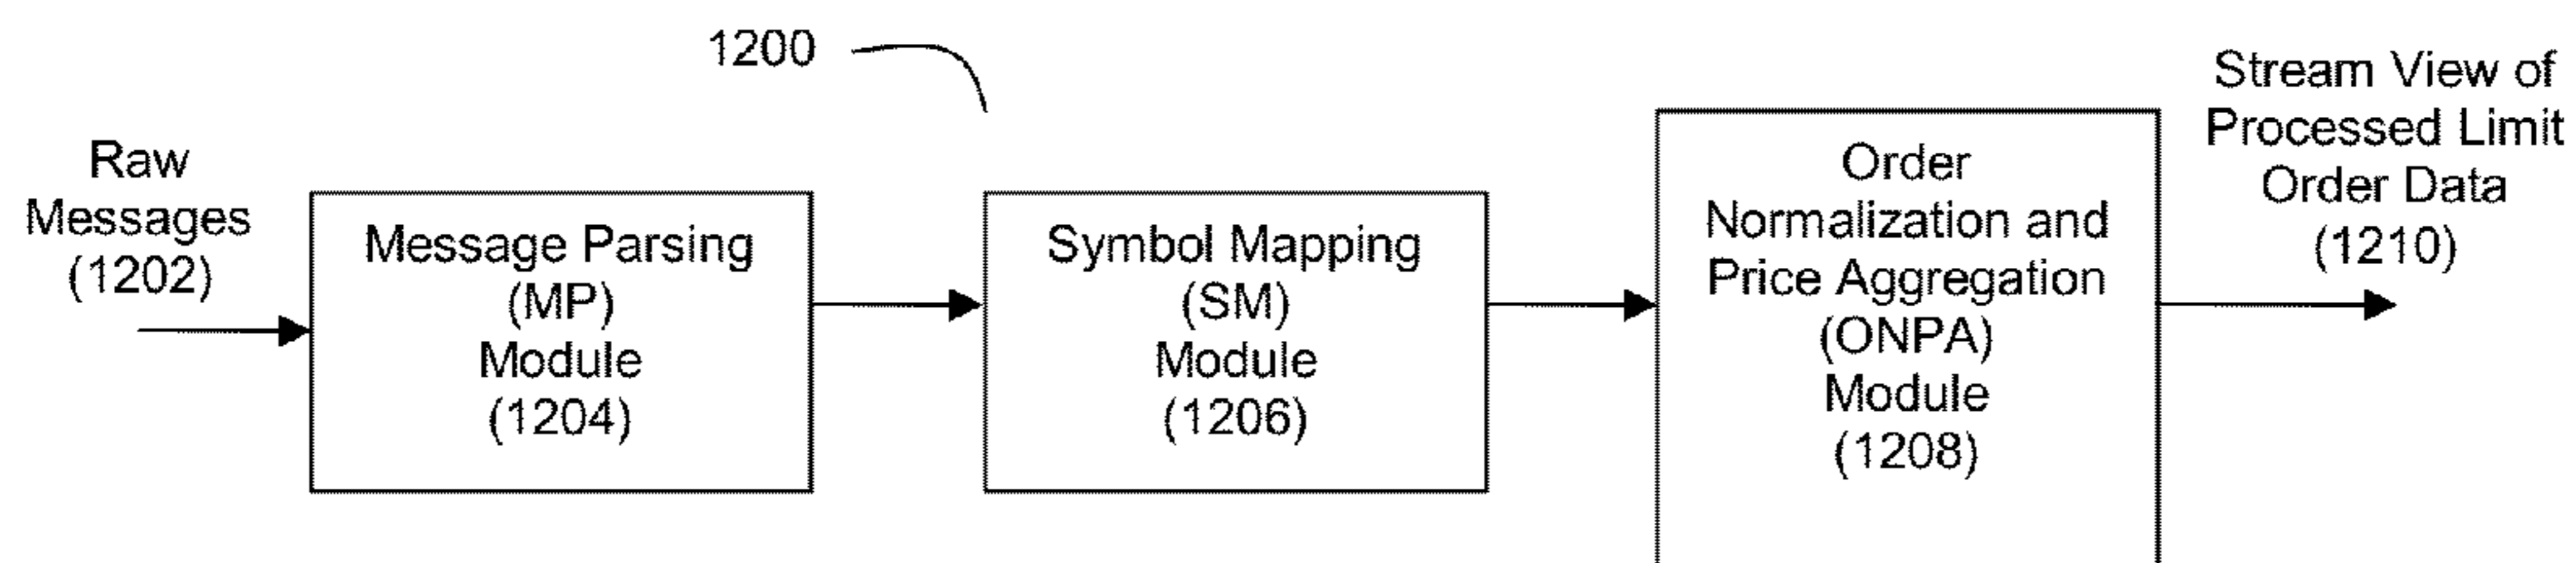 1200
Raw
Messages
(1202)
Message Parsing
(MP)
Module
(1204)
Symbol Mapping
(SM)
Module
(1206)
Order
Normalization and
Price Aggregation
(ONPA)
Module
(1208)
Stream View of
Processed Limit
Order Data
(1210)